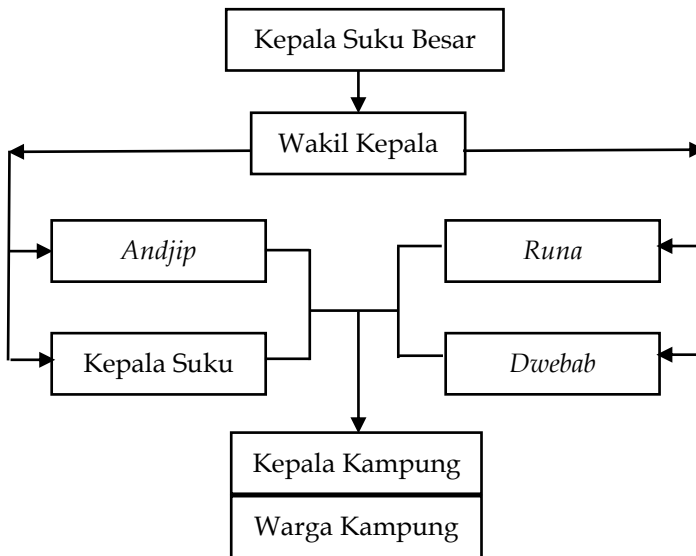 Kepala Suku Besar
Wakil Kepala
Andjip
Runa
Kepala Suku
Dwebab
Kepala Kampung
Warga Kampung